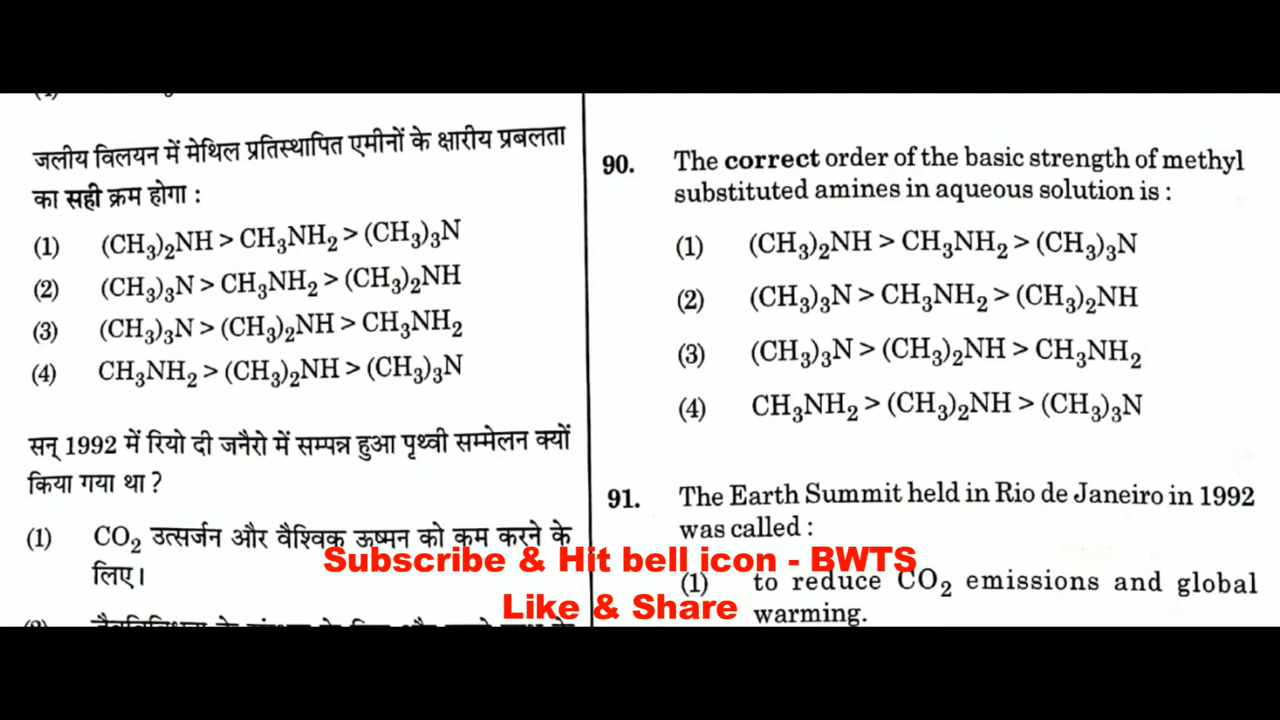 जलीय विलयन में मेथिल प्रतिस्थापित एमीनों के क्षारीय प्रबलता
का सही क्रम होगा :
(1) (CH₃)₂NH > CH₃NH₂ > (CH₃)₃N
(2) (CH₃)₃N > CH₃NH₂ > (CH₃)₂NH
(3) (CH₃)₃N > (CH₃)₂NH > CH₃NH₂
(4) CH₃NH₂ > (CH₃)₂NH > (CH₃)₃N
सन् 1992 में रियो दी जनैरो में सम्पन्न हुआ पृथ्वी सम्मेलन क्यों
किया गया था ?
(1) CO₂ उत्सर्जन और वैश्विक ऊष्मन को कम करने के
लिए।
90. The correct order of the basic strength of methyl
substituted amines in aqueous solution is :
(1) (CH₃)₂NH > CH₃NH₂ > (CH₃)₃N
(2) (CH₃)₃N > CH₃NH₂ > (CH₃)₂NH
(3) (CH₃)₃N > (CH₃)₂NH > CH₃NH₂
(4) CH₃NH₂ > (CH₃)₂NH > (CH₃)₃N
91. The Earth Summit held in Rio de Janeiro in 1992
was called :
(1) to reduce CO₂ emissions and global
warming.
Subscribe & Hit bell icon - BWTS
Like & Share